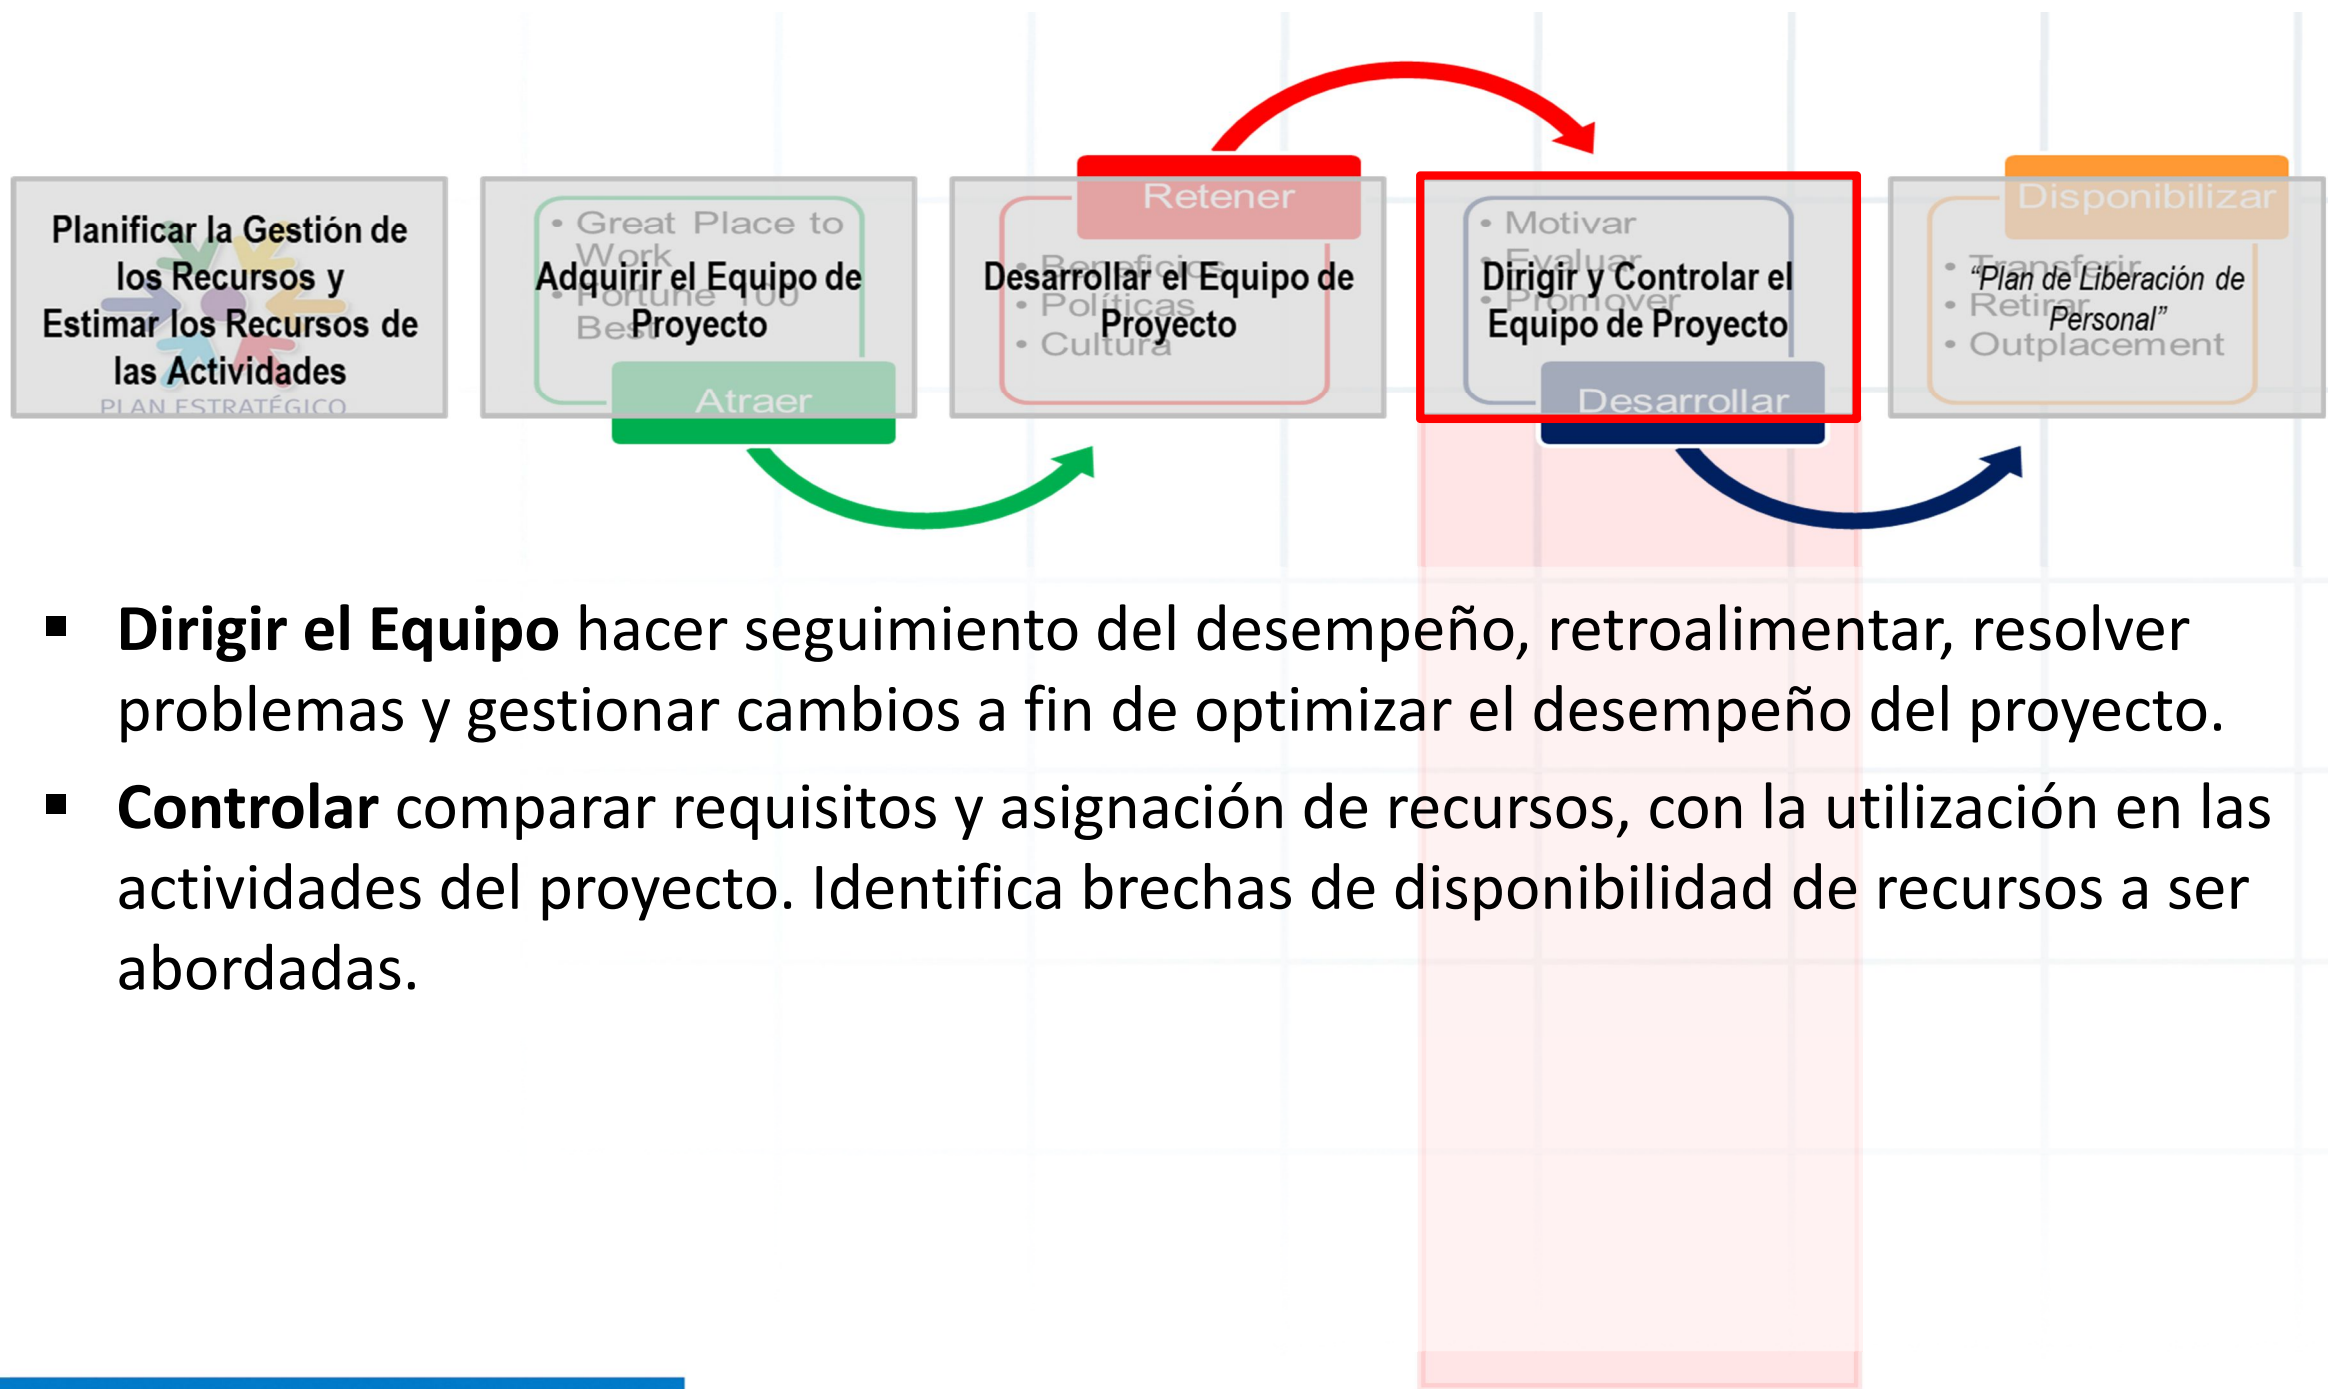 Planificar la Gestión de
los Recursos y
Estimar los Recursos de
las Actividades
PLAN ESTRATÉGICO
• Great Place to
Work
• Fortune 100
Best
Adquirir el Equipo de
Proyecto
Atraer
Retener
• Beneficios
• Políticas
• Cultura
Desarrollar el Equipo de
Proyecto
• Motivar
• Evaluar
• Promover
Dirigir y Controlar el
Equipo de Proyecto
Desarrollar
Disponibilizar
• Transferir
• Retirar
• Outplacement
“Plan de Liberación de
Personal”
▪ Dirigir el Equipo hacer seguimiento del desempeño, retroalimentar, resolver
problemas y gestionar cambios a fin de optimizar el desempeño del proyecto.
▪ Controlar comparar requisitos y asignación de recursos, con la utilización en las
actividades del proyecto. Identifica brechas de disponibilidad de recursos a ser
abordadas.